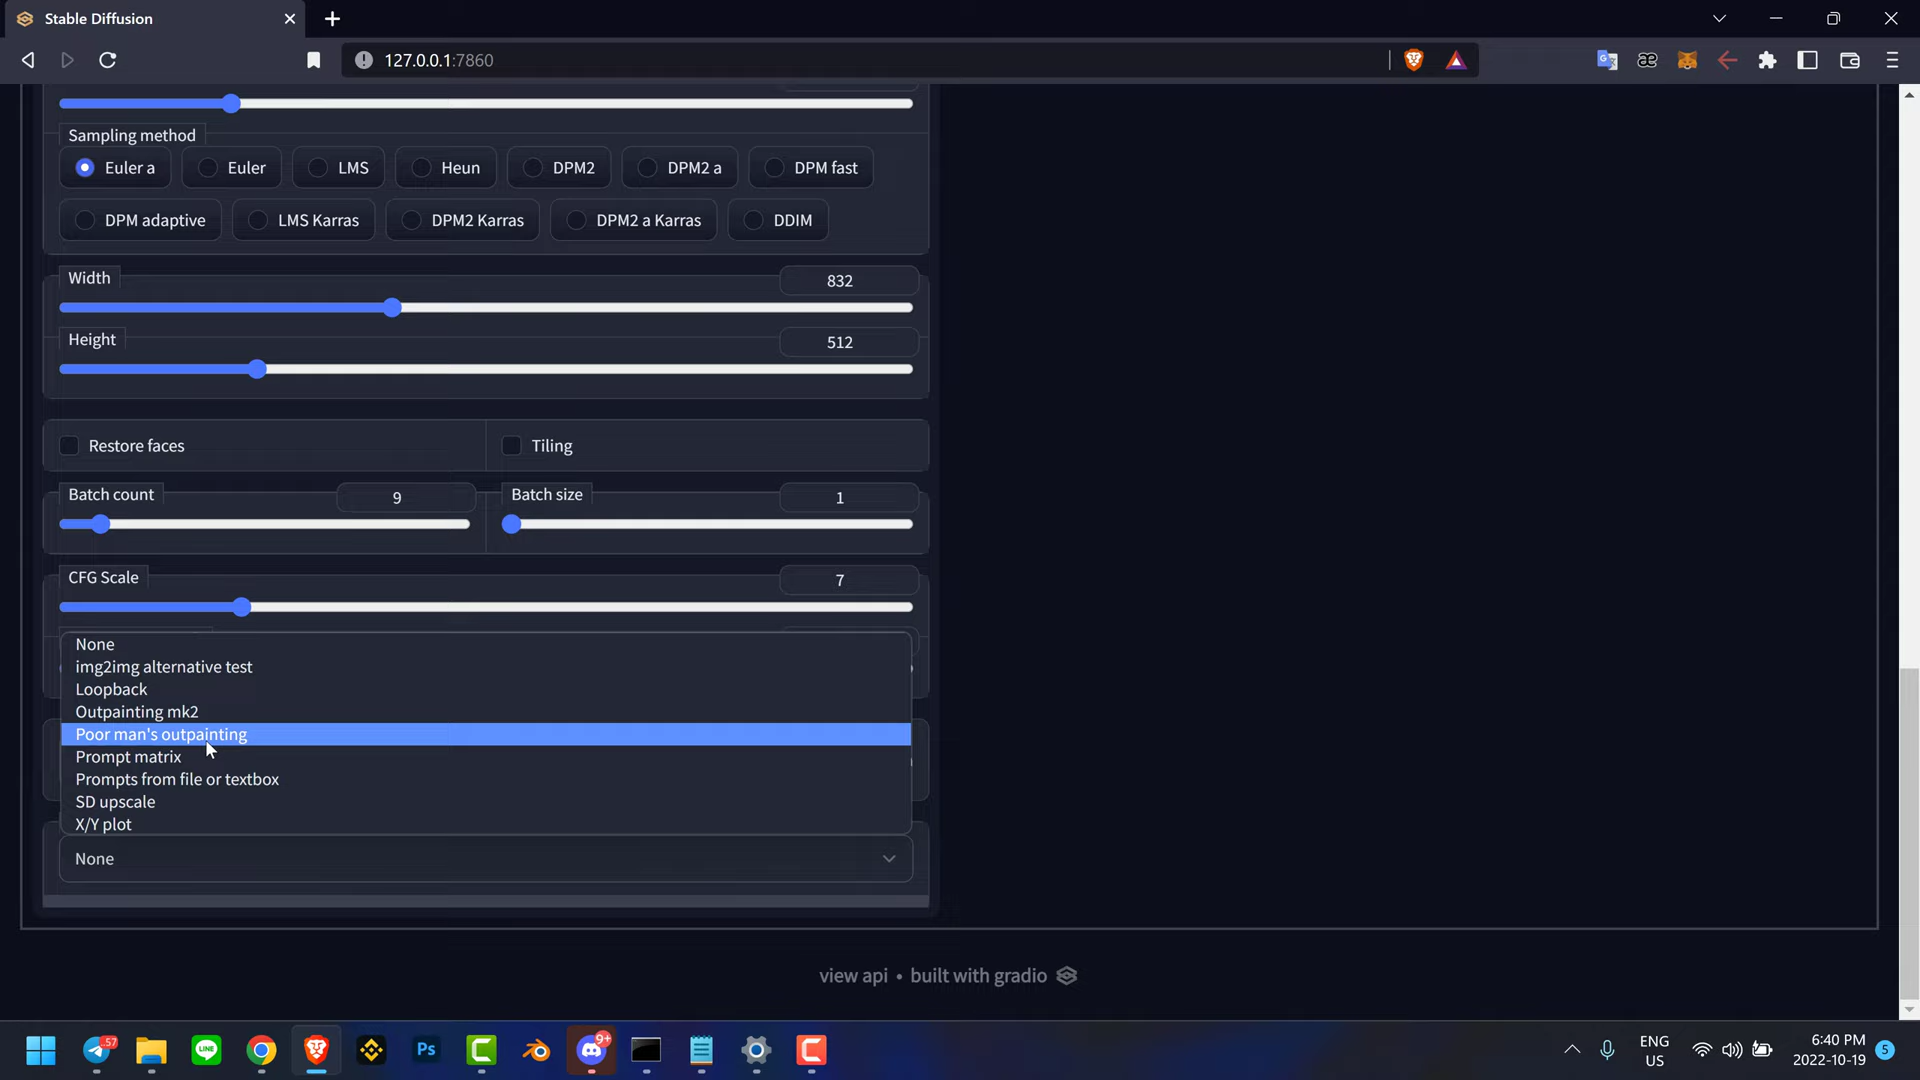 Stable Diffusion
127.0.0.1:7860
Sampling method
Euler a Euler LMS Heun DPM2 DPM2 a DPM fast
DPM adaptive LMS Karras DPM2 Karras DPM2 a Karras DDIM
Width 832
Height 512
Restore faces Tiling
Batch count 9 Batch size 1
CFG Scale 7
None
img2img alternative test
Loopback
Outpainting mk2
Poor man's outpainting
Prompt matrix
Prompts from file or textbox
SD upscale
X/Y plot
None
view api • built with gradio
.57
LINE
Ps
9+
ENG
US
6:40 PM
2022-10-19
5